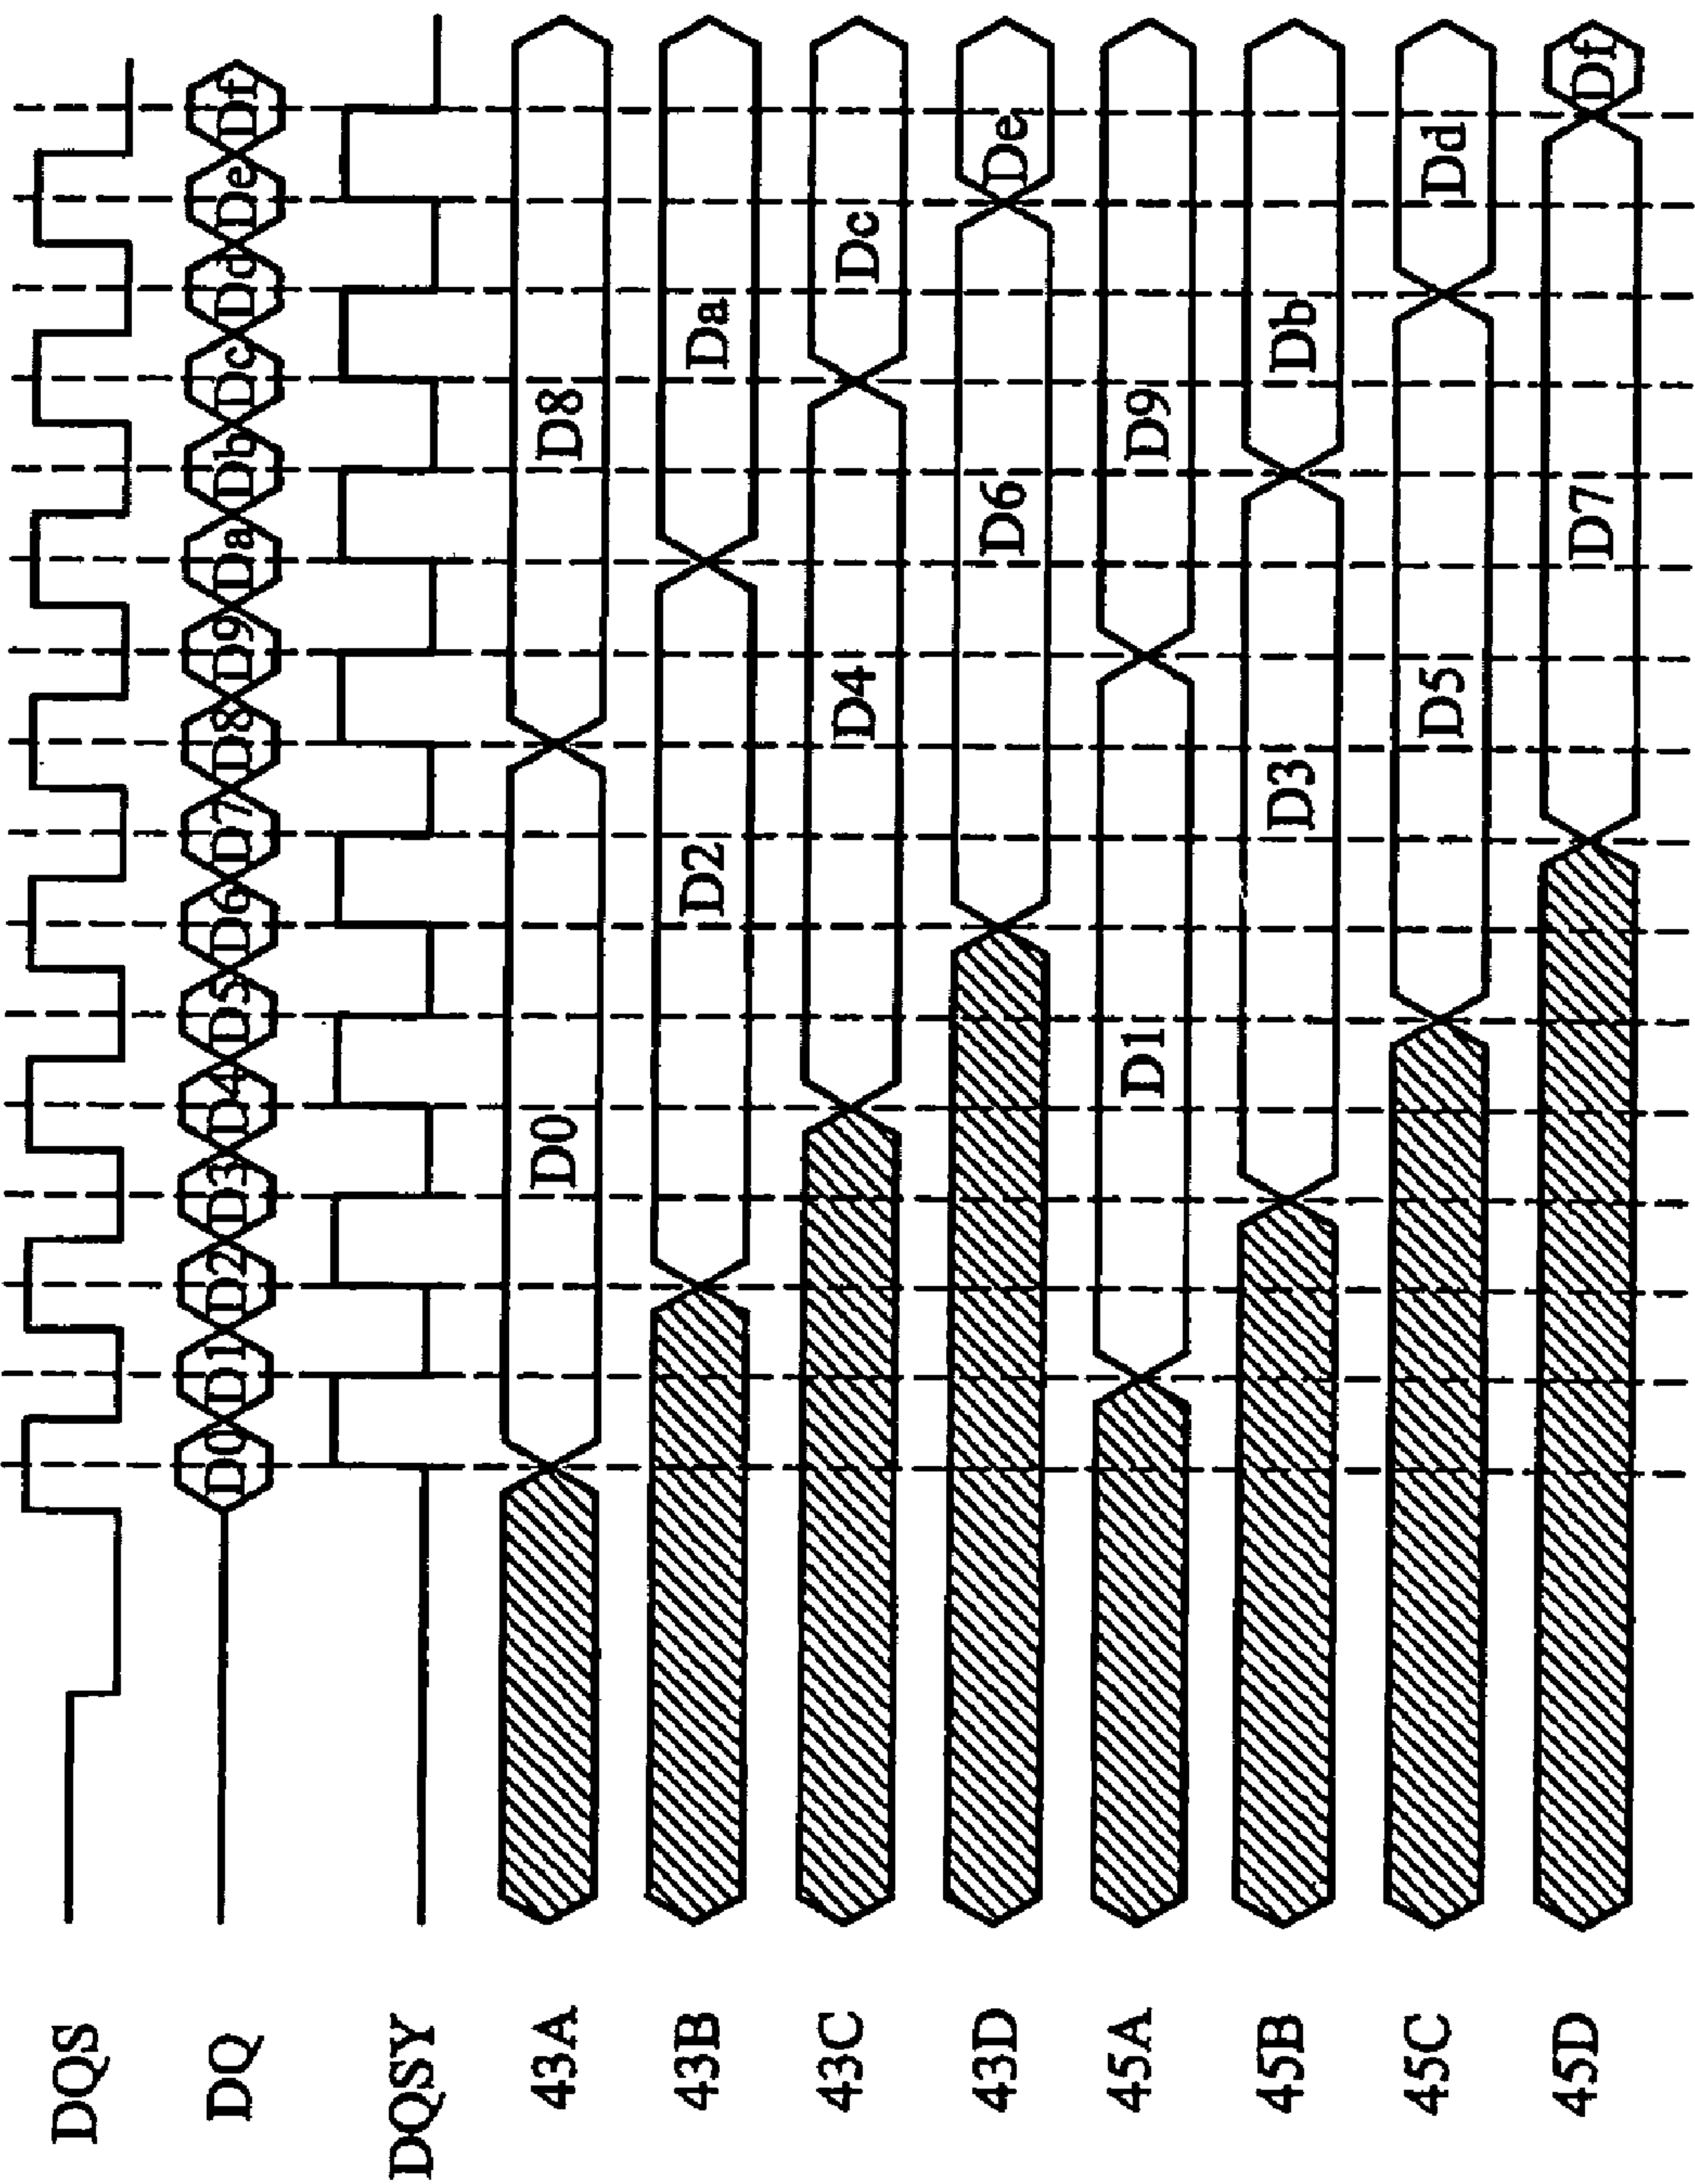 DQS
DQ D0 D1 D2 D3 D4 D5 D6 D7 D8 D9 Da Db Dc Dd De Df
DQSY
43A D0 D8
43B D2 Da
43C D4 Dc
43D D6 De
45A D1 D9
45B D3 Db
45C D5 Dd
45D D7 Df